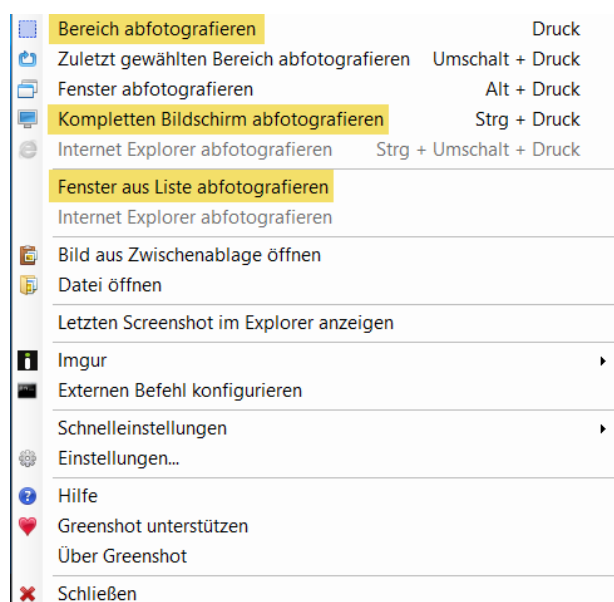 Bereich abfotografieren Druck
Zuletzt gewählten Bereich abfotografieren Umschalt + Druck
Fenster abfotografieren Alt + Druck
Kompletten Bildschirm abfotografieren Strg + Druck
Internet Explorer abfotografieren Strg + Umschalt + Druck
Fenster aus Liste abfotografieren
Internet Explorer abfotografieren
Bild aus Zwischenablage öffnen
Datei öffnen
Letzten Screenshot im Explorer anzeigen
Imgur
Externen Befehl konfigurieren
Schnelleinstellungen
Einstellungen...
Hilfe
Greenshot unterstützen
Über Greenshot
Schließen